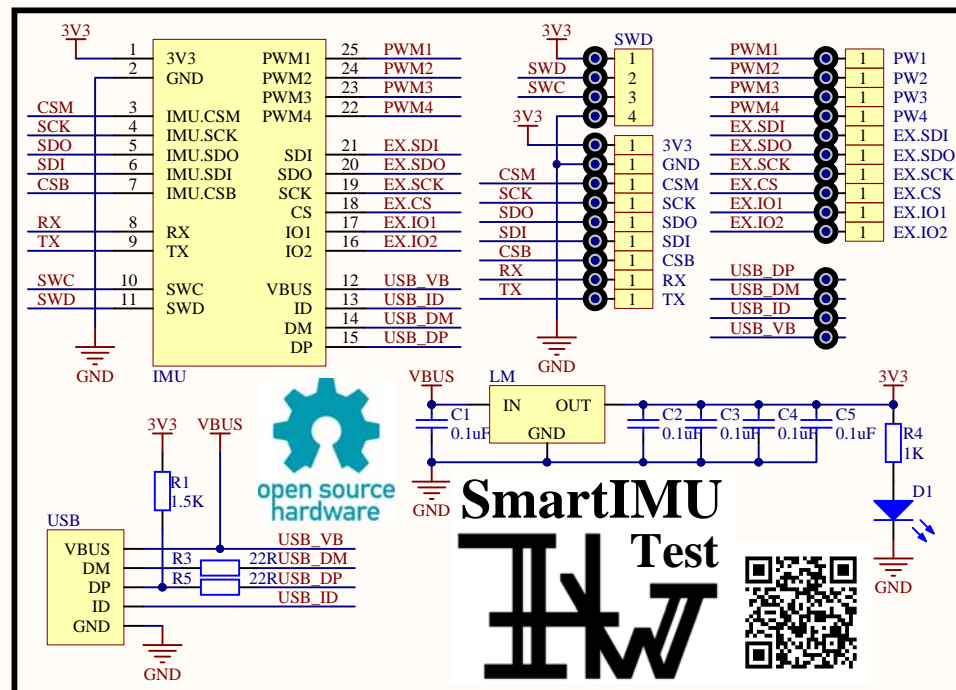 3V3
1 3V3 PWM1 25 PWM1
2 GND PWM2 24 PWM2
PWM3 23 PWM3
CSM 3 IMU.CSM PWM4 22 PWM4
SCK 4 IMU.SCK
SDO 5 IMU.SDO SDI 21 EX.SDI
SDI 6 IMU.SDI SDO 20 EX.SDO
CSB 7 IMU.CSB SCK 19 EX.SCK
CS 18 EX.CS
RX 8 RX IO1 17 EX.IO1
TX 9 TX IO2 16 EX.IO2
SWC 10 SWC VBUS 12 USB_VB
SWD 11 SWD ID 13 USB_ID
DM 14 USB_DM
DP 15 USB_DP
GND
IMU
3V3 SWD
1
SWD 2
SWC 3
4
3V3
1 3V3
1 GND
CSM 1 CSM
SCK 1 SCK
SDO 1 SDO
SDI 1 SDI
CSB 1 CSB
RX 1 RX
TX 1 TX
GND
PWM1 1 PW1
PWM2 1 PW2
PWM3 1 PW3
PWM4 1 PW4
EX.SDI 1 EX.SDI
EX.SDO 1 EX.SDO
EX.SCK 1 EX.SCK
EX.CS 1 EX.CS
EX.IO1 1 EX.IO1
EX.IO2 1 EX.IO2
USB_DP
USB_DM
USB_ID
USB_VB
VBUS LM 3V3
IN OUT
GND
C1 0.1uF
C2 0.1uF
C3 0.1uF
C4 0.1uF
C5 0.1uF
R4
1K
D1
GND
GND
3V3 VBUS
R1
1.5K
USB
VBUS USB_VB
DM R3 22R USB_DM
DP R5 22R USB_DP
ID USB_ID
GND
GND
open source
hardware
SmartIMU
Test